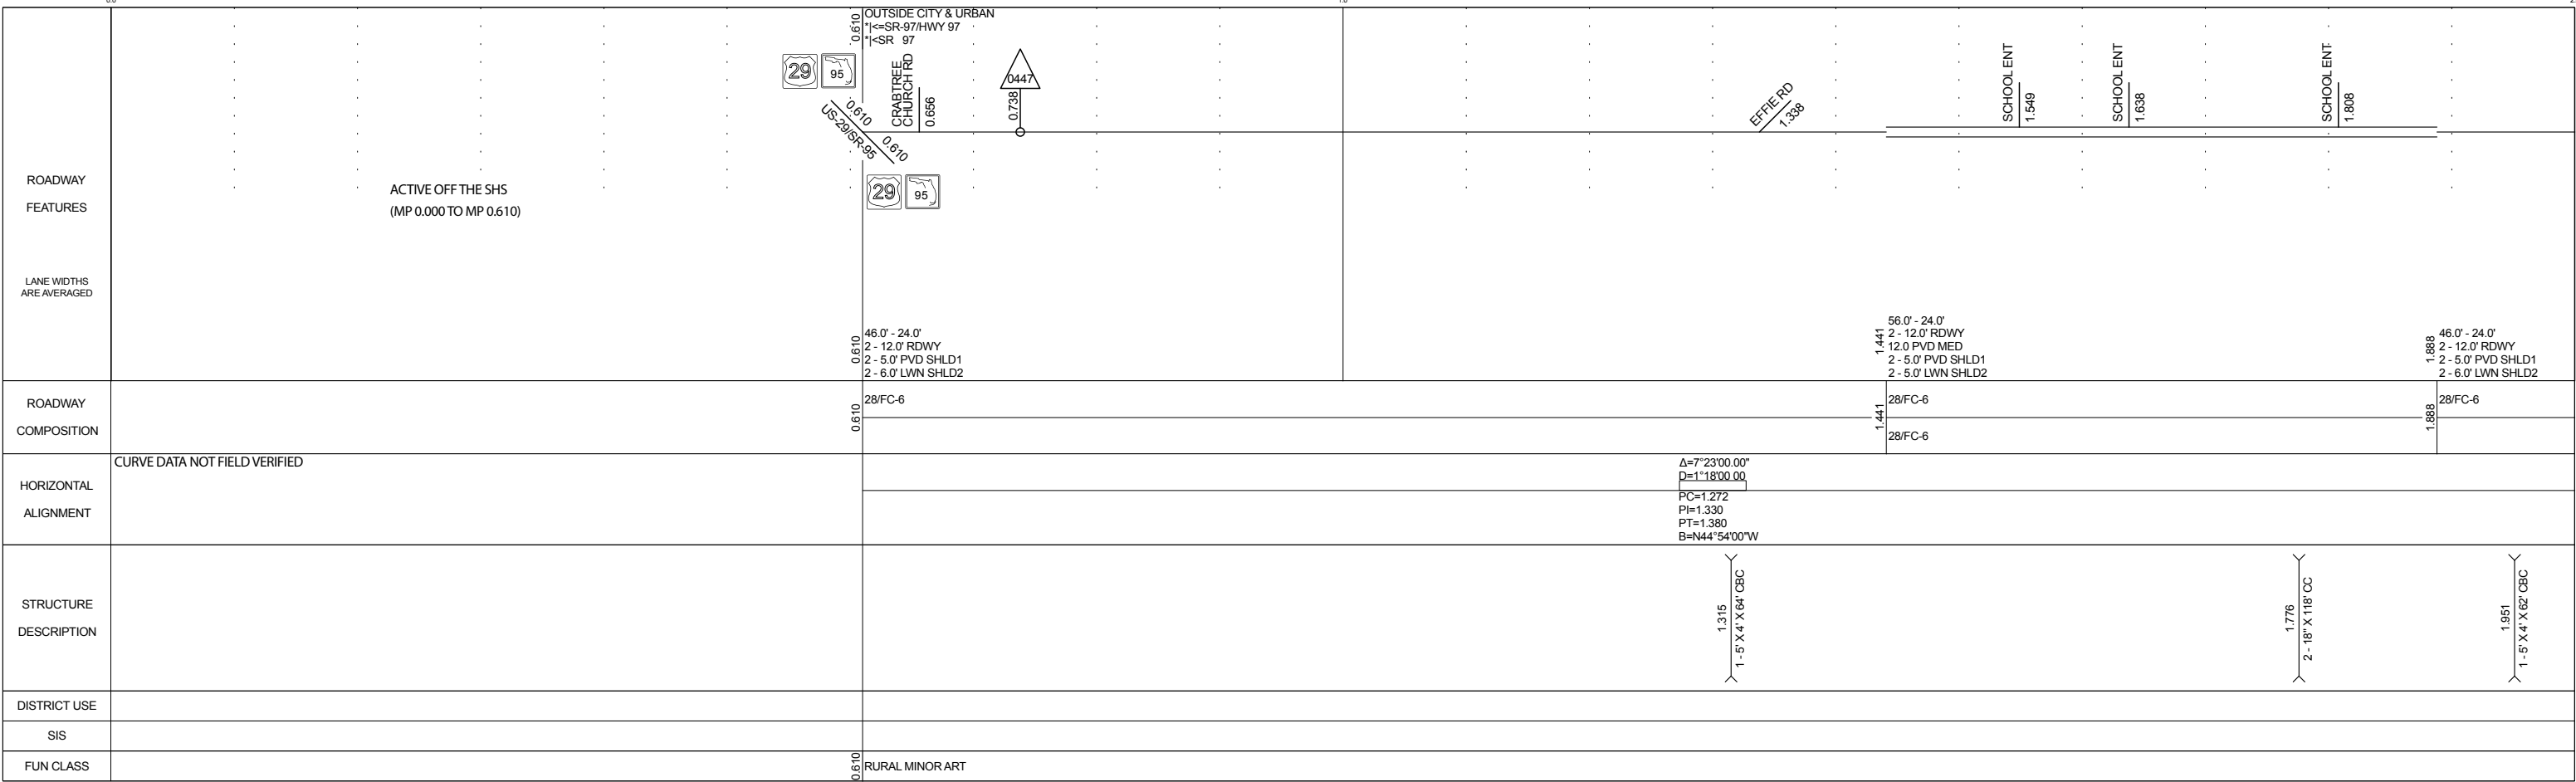 0.0
1.0
2.
ROADWAY
FEATURES
LANE WIDTHS
ARE AVERAGED
ACTIVE OFF THE SHS
(MP 0.000 TO MP 0.610)
0.610
OUTSIDE CITY & URBAN
*|<=SR-97/HWY 97
*|<SR 97
29
95
0.610
US-29/SR-95
0.610
29
95
CRABTREE
CHURCH RD
0.656
0447
0.738
EFFIE RD
1.338
SCHOOL ENT
1.549
SCHOOL ENT
1.638
SCHOOL ENT
1.808
0.610
46.0' - 24.0'
2 - 12.0' RDWY
2 - 5.0' PVD SHLD1
2 - 6.0' LWN SHLD2
1.441
56.0' - 24.0'
2 - 12.0' RDWY
12.0 PVD MED
2 - 5.0' PVD SHLD1
2 - 5.0' LWN SHLD2
1.888
46.0' - 24.0'
2 - 12.0' RDWY
2 - 5.0' PVD SHLD1
2 - 6.0' LWN SHLD2
ROADWAY
COMPOSITION
0.610
28/FC-6
1.441
28/FC-6
28/FC-6
1.888
28/FC-6
HORIZONTAL
ALIGNMENT
CURVE DATA NOT FIELD VERIFIED
Δ=7°23'00.00"
D=1°18'00.00
PC=1.272
PI=1.330
PT=1.380
B=N44°54'00"W
STRUCTURE
DESCRIPTION
1.315
1 - 5' X 4' X 64' CBC
1.776
2 - 18" X 118' CC
1.951
1 - 5' X 4' X 62' CBC
DISTRICT USE
SIS
FUN CLASS
0.610
RURAL MINOR ART